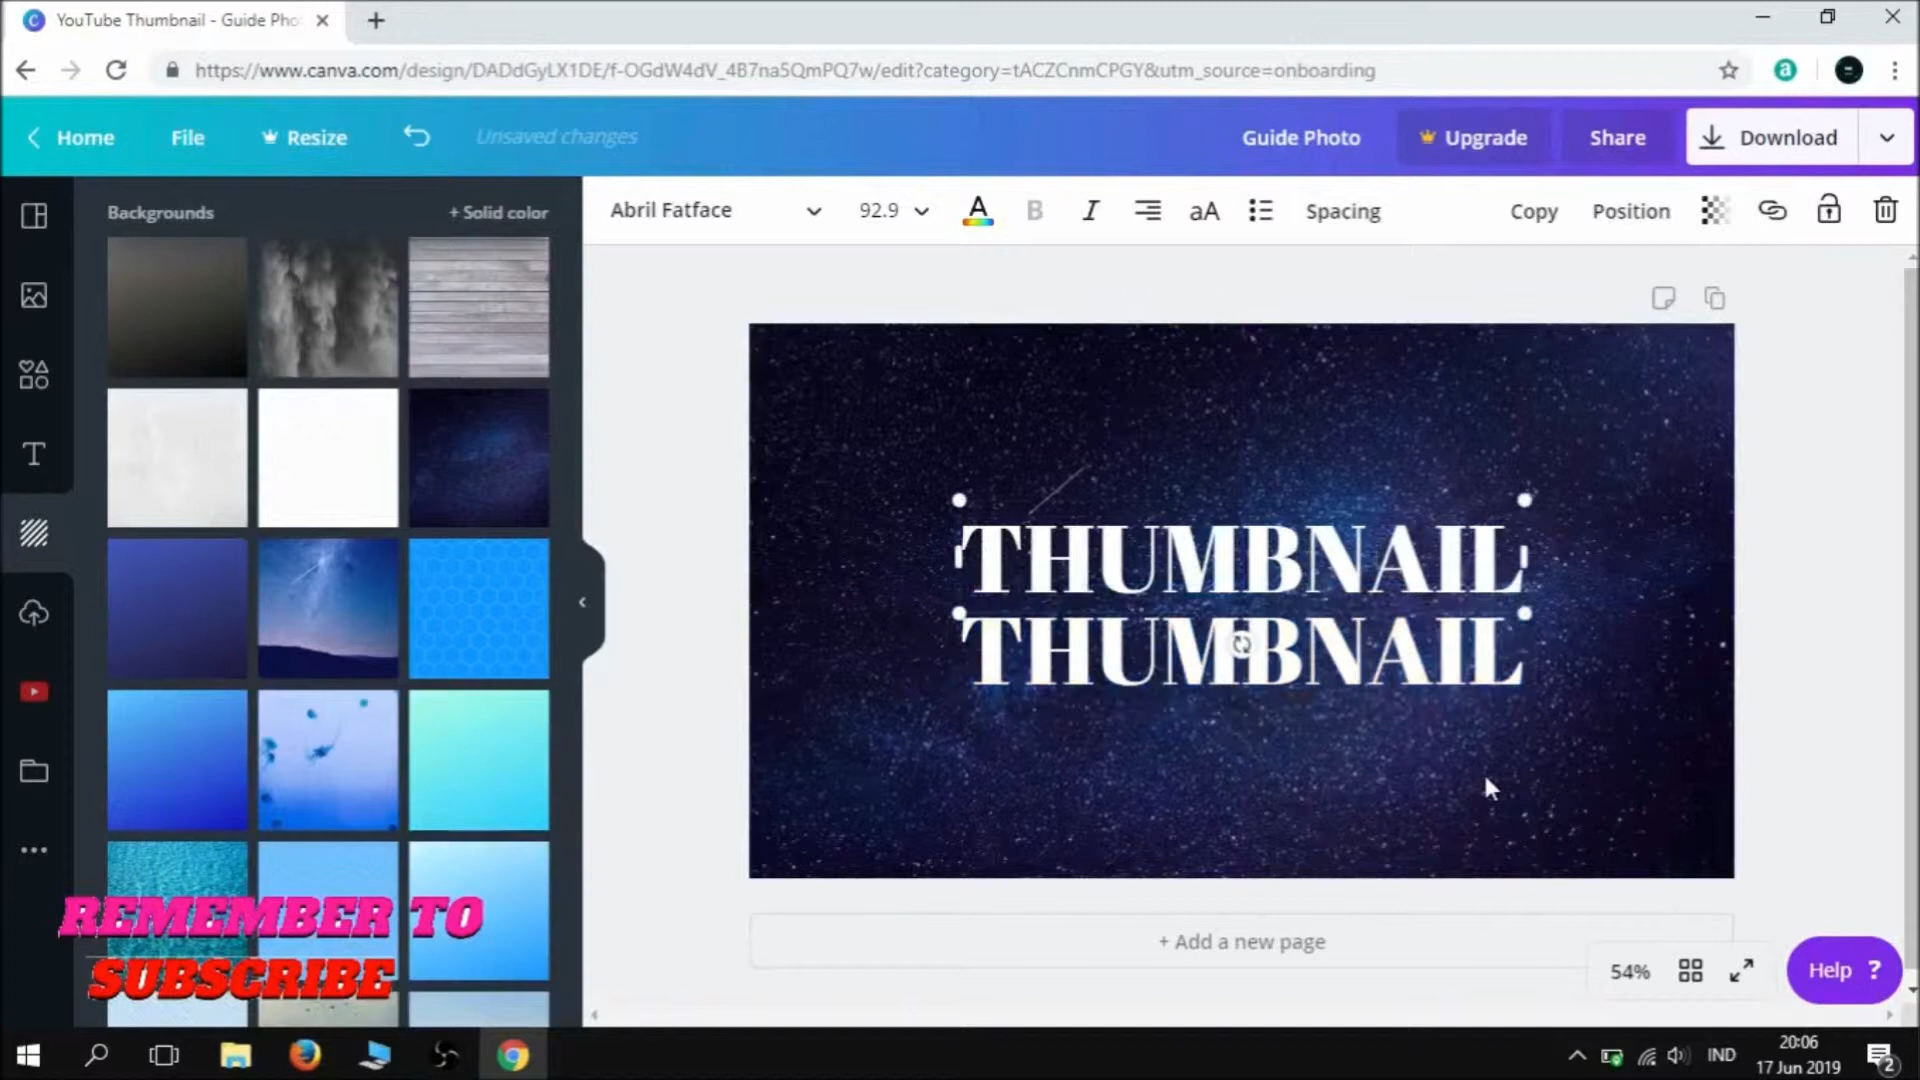 YouTube Thumbnail - Guide Pho
https://www.canva.com/design/DADdGyLX1DE/f-OGdW4dV_4B7na5QmPQ7w/edit?category=tACZCnmCPGY&utm_source=onboarding
Home File Resize Unsaved changes Guide Photo Upgrade Share Download
Backgrounds + Solid color
Abril Fatface 92.9 A B I aA Spacing Copy Position
THUMBNAIL
THUMBNAIL
REMEMBER TO
SUBSCRIBE
+ Add a new page
54% Help ?
IND
20:06
17 Jun 2019
2